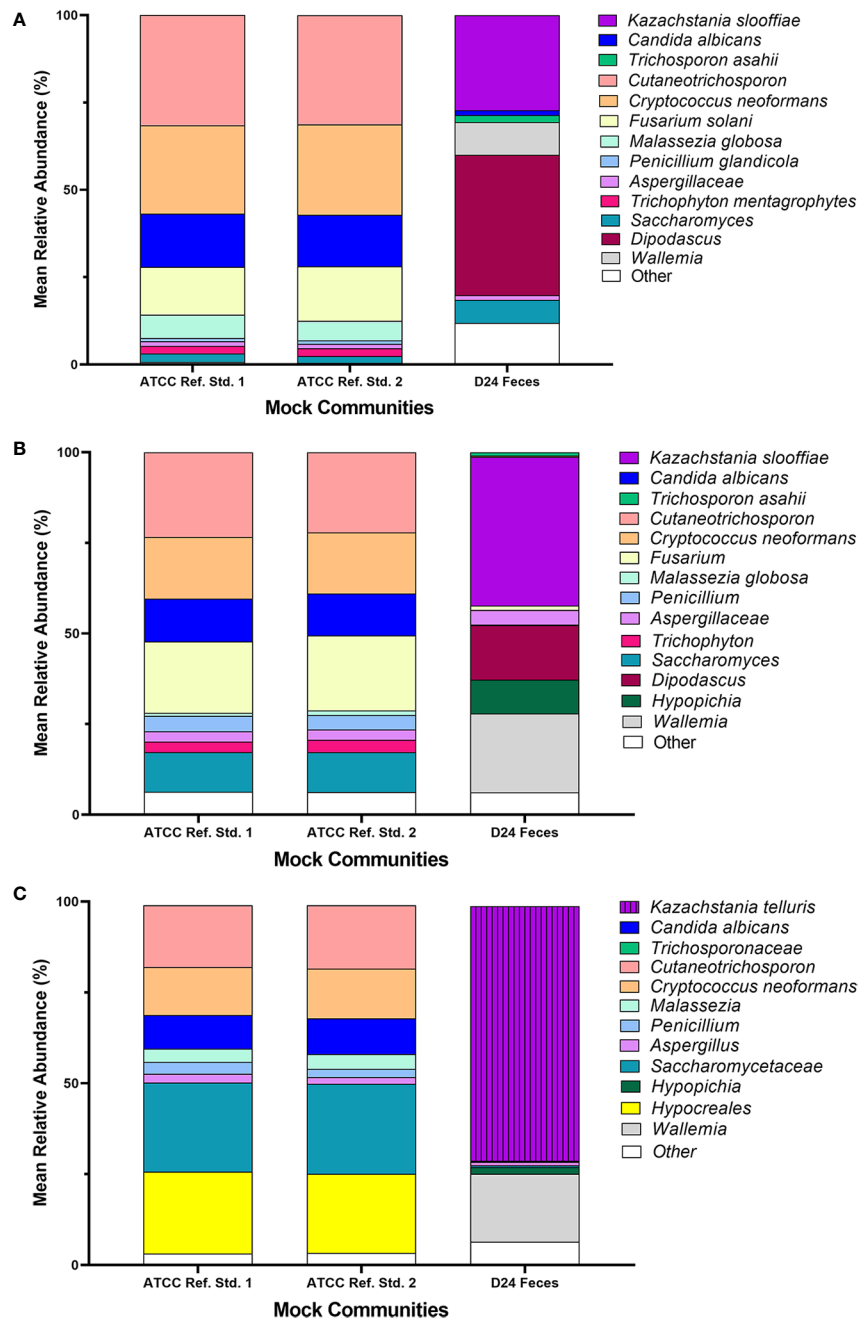 A
100
50
0
Mean Relative Abundance (%)
ATCC Ref. Std. 1
ATCC Ref. Std. 2
D24 Feces
Mock Communities
Kazachstania slooffiae
Candida albicans
Trichosporon asahii
Cutaneotrichosporon
Cryptococcus neoformans
Fusarium solani
Malassezia globosa
Penicillium glandicola
Aspergillaceae
Trichophyton mentagrophytes
Saccharomyces
Dipodascus
Wallemia
Other
B
100
50
0
Mean Relative Abundance (%)
ATCC Ref. Std. 1
ATCC Ref. Std. 2
D24 Feces
Mock Communities
Kazachstania slooffiae
Candida albicans
Trichosporon asahii
Cutaneotrichosporon
Cryptococcus neoformans
Fusarium
Malassezia globosa
Penicillium
Aspergillaceae
Trichophyton
Saccharomyces
Dipodascus
Hypopichia
Wallemia
Other
C
100
50
0
Mean Relative Abundance (%)
ATCC Ref. Std. 1
ATCC Ref. Std. 2
D24 Feces
Mock Communities
Kazachstania telluris
Candida albicans
Trichosporonaceae
Cutaneotrichosporon
Cryptococcus neoformans
Malassezia
Penicillium
Aspergillus
Saccharomycetaceae
Hypopichia
Hypocreales
Wallemia
Other